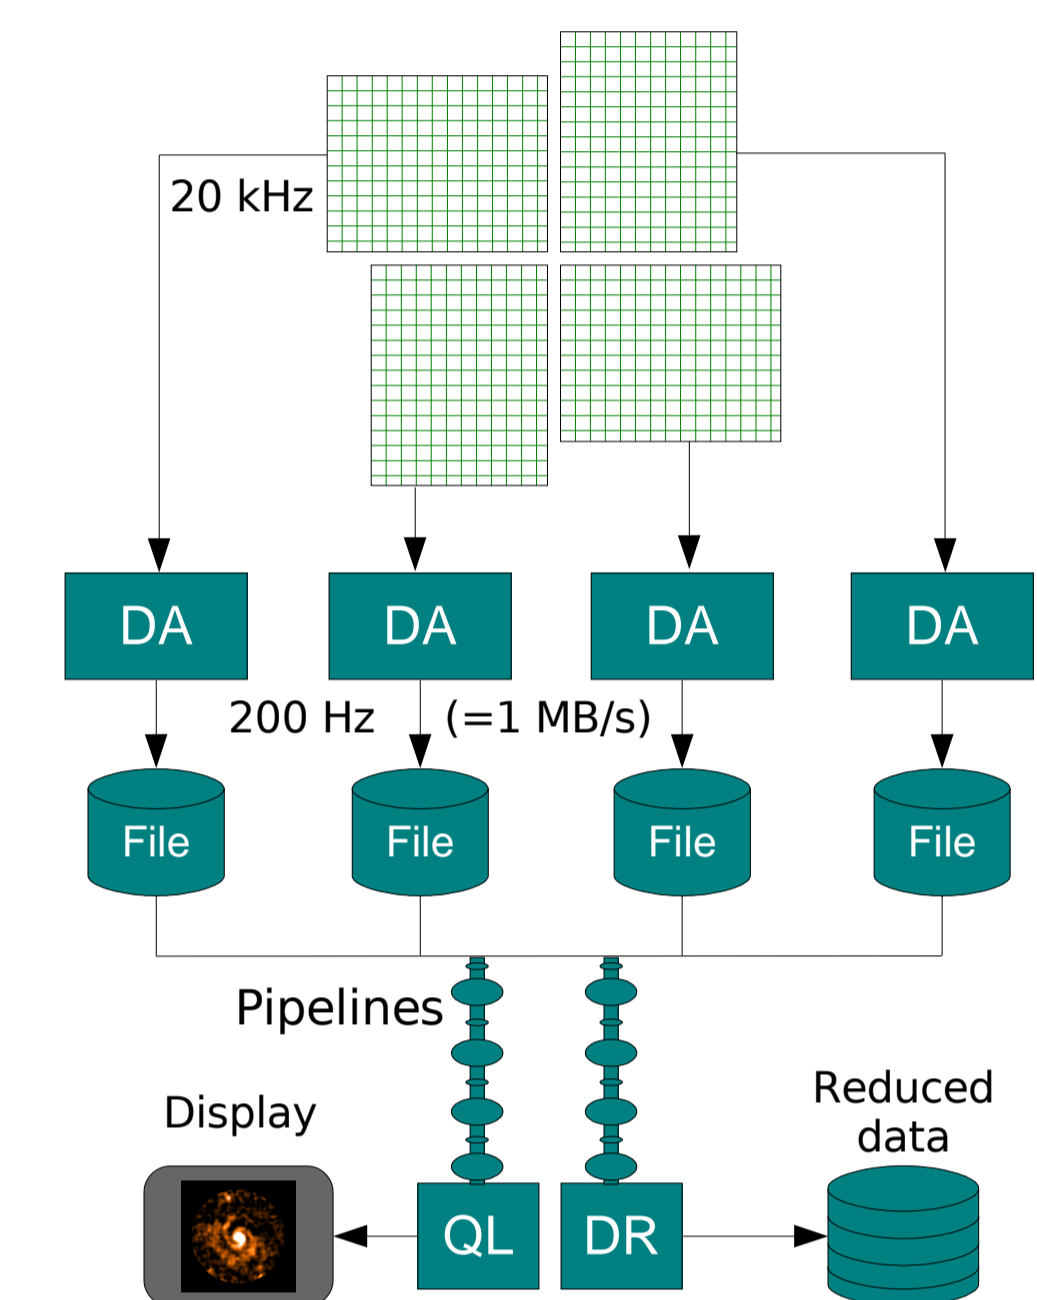 20 kHz
DA DA DA DA
200 Hz (=1 MB/s)
File File File File
Pipelines
Display
Reduced
data
QL DR